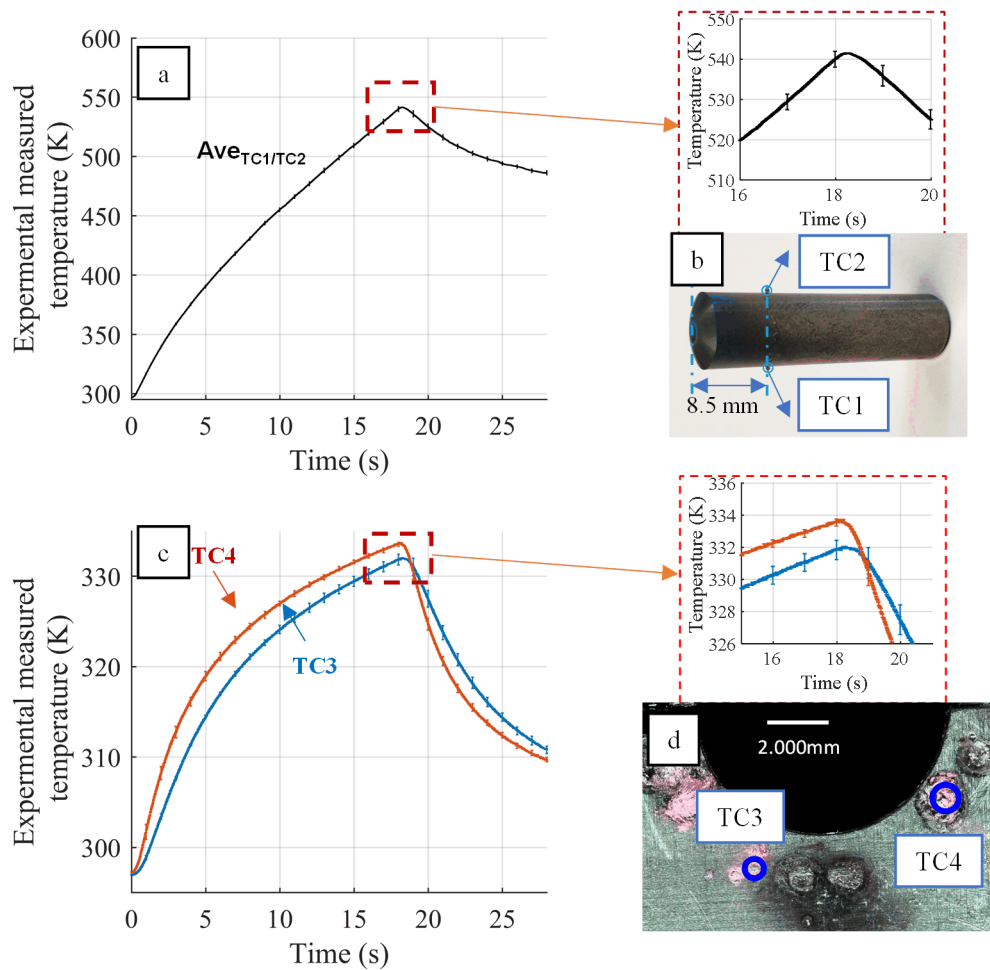 Expermental measured
temperature (K)
600
550
500
450
400
350
300
a
Ave_TC1/TC2
0 5 10 15 20 25
Time (s)
Temperature (K)
550
540
530
520
510
16 18 20
Time (s)
b
TC2
8.5 mm
TC1
Expermental measured
temperature (K)
330
320
310
300
c
TC4
TC3
0 5 10 15 20 25
Time (s)
Temperature (K)
336
334
332
330
328
326
16 18 20
Time (s)
d
2.000mm
TC3
TC4